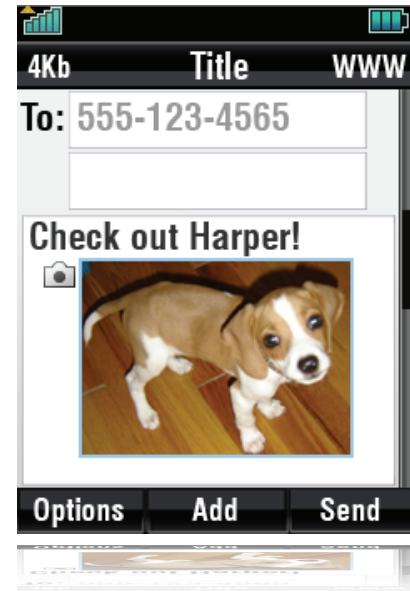 4Kb Title WWW
To: 555-123-4565
Check out Harper!
Options Add Send